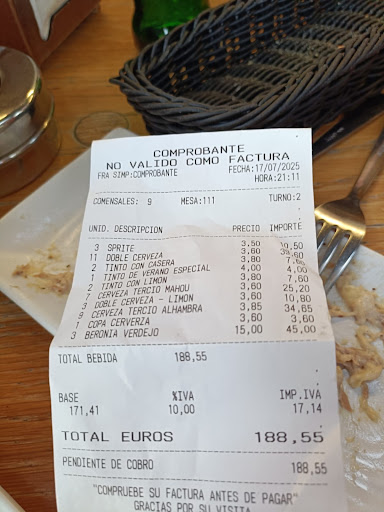 COMPROBANTE
NO VALIDO COMO FACTURA
FRA SIMP:COMPROBANTE FECHA:17/07/2025
HORA:21:11
COMENSALES: 9 MESA:111 TURNO:2
UNID. DESCRIPCION PRECIO IMPORTE
3 SPRITE 3,50 10,50
11 DOBLE CERVEZA 3,60 39,60
2 TINTO CON CASERA 3,80 7,60
1 TINTO DE VERANO ESPECIAL 4,00 4,00
2 TINTO CON LIMON 3,80 7,60
7 CERVEZA TERCIO MAHOU 3,60 25,20
3 DOBLE CERVEZA - LIMON 3,60 10,80
9 CERVEZA TERCIO ALHAMBRA 3,85 34,65
1 COPA CERVERZA 3,60 3,60
3 BERONIA VERDEJO 15,00 45,00
TOTAL BEBIDA 188,55
BASE %IVA IMP.IVA
171,41 10,00 17,14
TOTAL EUROS 188,55
PENDIENTE DE COBRO 188,55
"COMPRUEBE SU FACTURA ANTES DE PAGAR"
GRACIAS POR SU VISITA